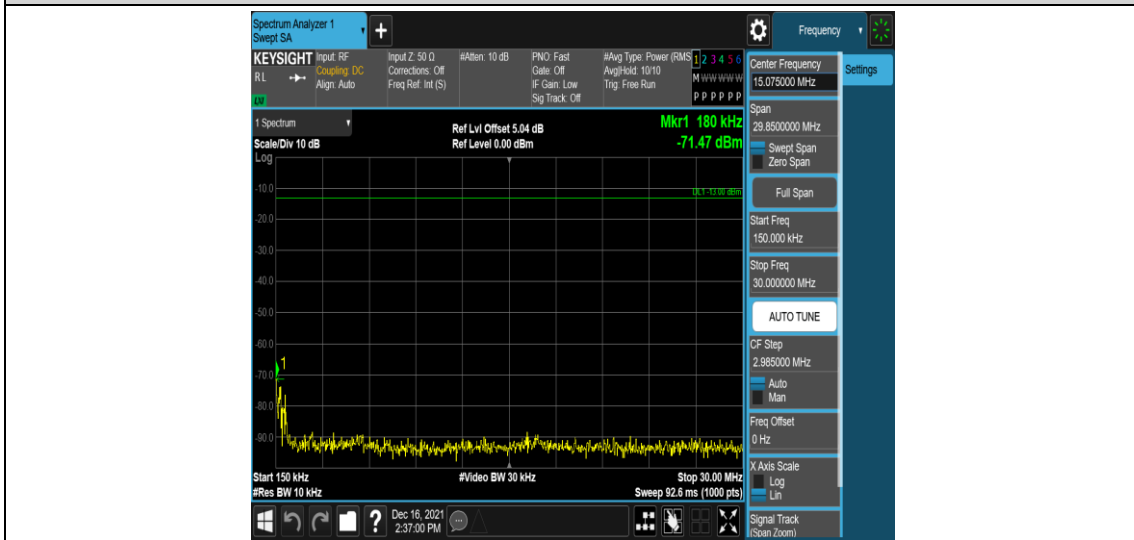 Spectrum Analyzer 1
Swept SA
+
Frequency
KEYSIGHT
RL
Input: RF
Coupling: DC
Align: Auto
Input Z: 50 Ω
Corrections: Off
Freq Ref: Int (S)
#Atten: 10 dB
PNO: Fast
Gate: Off
IF Gain: Low
Sig Track: Off
#Avg Type: Power (RMS
Avg|Hold: 10/10
Trig: Free Run
1 2 3 4 5 6
M W W W W W
P P P P P P
1 Spectrum
Scale/Div 10 dB
Log
Ref Lvl Offset 5.04 dB
Ref Level 0.00 dBm
Mkr1 180 kHz
-71.47 dBm
DL1 -13.00 dBm
-10.0
-20.0
-30.0
-40.0
-50.0
-60.0
-70.0
-80.0
-90.0
1
Start 150 kHz
#Res BW 10 kHz
#Video BW 30 kHz
Stop 30.00 MHz
Sweep 92.6 ms (1000 pts)
Center Frequency
15.075000 MHz
Settings
Span
29.8500000 MHz
Swept Span
Zero Span
Full Span
Start Freq
150.000 kHz
Stop Freq
30.000000 MHz
AUTO TUNE
CF Step
2.985000 MHz
Auto
Man
Freq Offset
0 Hz
X Axis Scale
Log
Lin
Signal Track
(Span Zoom)
?
Dec 16, 2021
2:37:00 PM